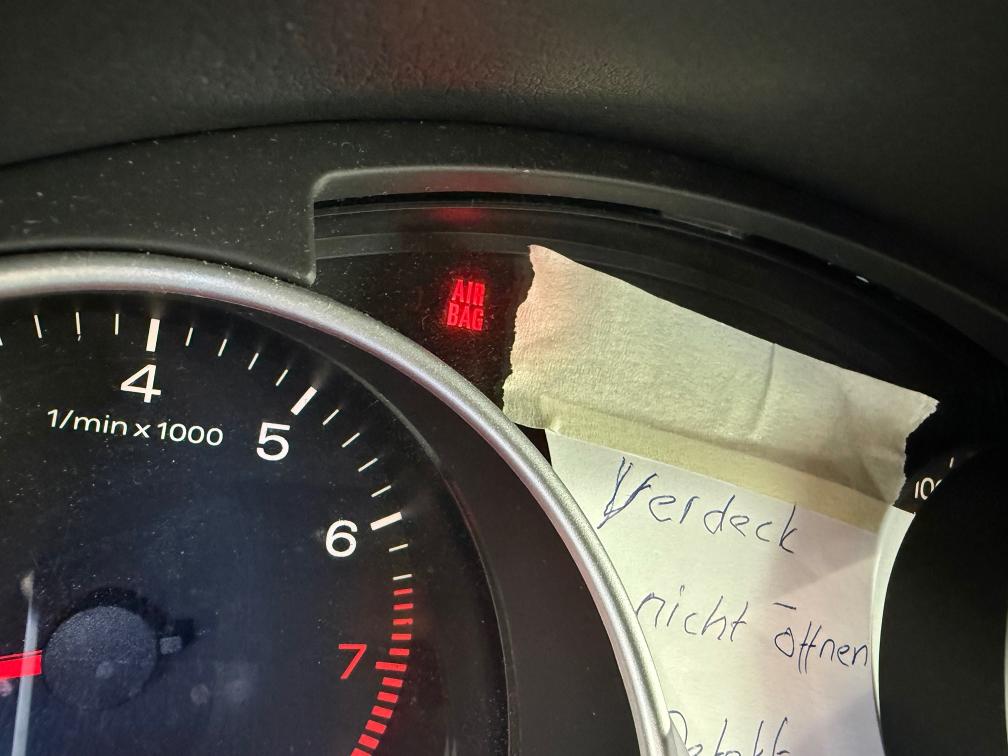 AIR
BAG
4
1/min x 1000
5
6
7
Verdeck
nicht öffnen